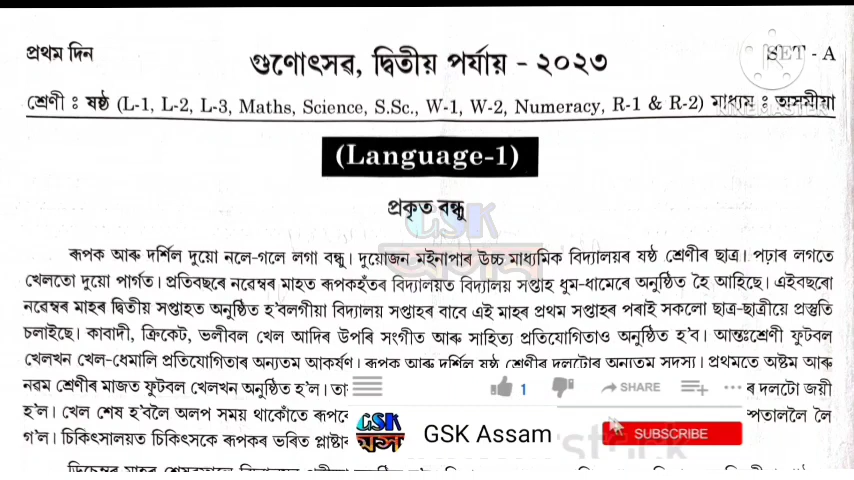 প্ৰথম দিন
গুণোৎসৱ, দ্বিতীয় পৰ্যায় - ২০২৩
SET - A
শ্ৰেণী : ষষ্ঠ (L-1, L-2, L-3, Maths, Science, S.Sc., W-1, W-2, Numeracy, R-1 & R-2) মাধ্যম : অসমীয়া
(Language-1)
প্ৰকৃত বন্ধু
ৰূপক আৰু দৰ্শিল দুয়ো নলে-গলে লগা বন্ধু। দুয়োজন মইনাপাৰ উচ্চ মাধ্যমিক বিদ্যালয়ৰ ষষ্ঠ শ্ৰেণীৰ ছাত্ৰ। পঢ়াৰ লগতে
খেলতো দুয়ো পাৰ্গত। প্ৰতিবছৰে নৱেম্বৰ মাহত ৰূপকহঁতৰ বিদ্যালয়ত বিদ্যালয় সপ্তাহ ধুম-ধামেৰে অনুষ্ঠিত হৈ আহিছে। এইবছৰো
নৱেম্বৰ মাহৰ দ্বিতীয় সপ্তাহত অনুষ্ঠিত হ'বলগীয়া বিদ্যালয় সপ্তাহৰ বাবে এই মাহৰ প্ৰথম সপ্তাহৰ পৰাই সকলো ছাত্ৰ-ছাত্ৰীয়ে প্ৰস্তুতি
চলাইছে। কাবাদী, ক্ৰিকেট, ভলীবল খেল আদিৰ উপৰি সংগীত আৰু সাহিত্য প্ৰতিযোগিতাও অনুষ্ঠিত হ'ব। আন্তঃশ্ৰেণী ফুটবল
খেলখন খেল-ধেমালি প্ৰতিযোগিতাৰ অন্যতম আকৰ্ষণ। ৰূপক আৰু দৰ্শিল ষষ্ঠ শ্ৰেণীৰ দলটোৰ অন্যতম সদস্য। প্ৰথমতে অষ্টম আৰু
নৱম শ্ৰেণীৰ মাজত ফুটবল খেলখন অনুষ্ঠিত হ'ল। তা ৰ দলটো জয়ী
1 SHARE
হ'ল। খেল শেষ হ'বলৈ অলপ সময় থাকোঁতে ৰূপকে পতাললৈ লৈ
গ'ল। চিকিৎসালয়ত চিকিৎসকে ৰূপকৰ ভৰিত প্লাষ্টাৰ
GSK Assam
SUBSCRIBE
GSK